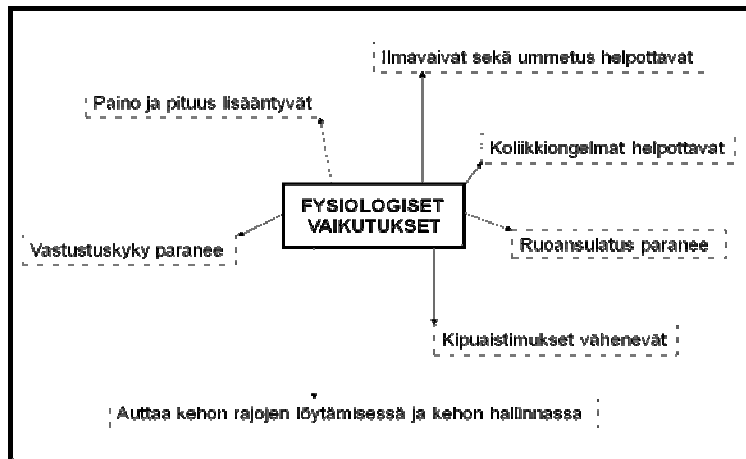 Ilmavaivat sekä ummetus helpottavat
Paino ja pituus lisääntyvät
Koliikkiongelmat helpottavat
FYSIOLOGISET
VAIKUTUKSET
Vastustuskyky paranee
Ruoansulatus paranee
Kipuaistimukset vähenevät
Auttaa kehon rajojen löytämisessä ja kehon hallinnassa